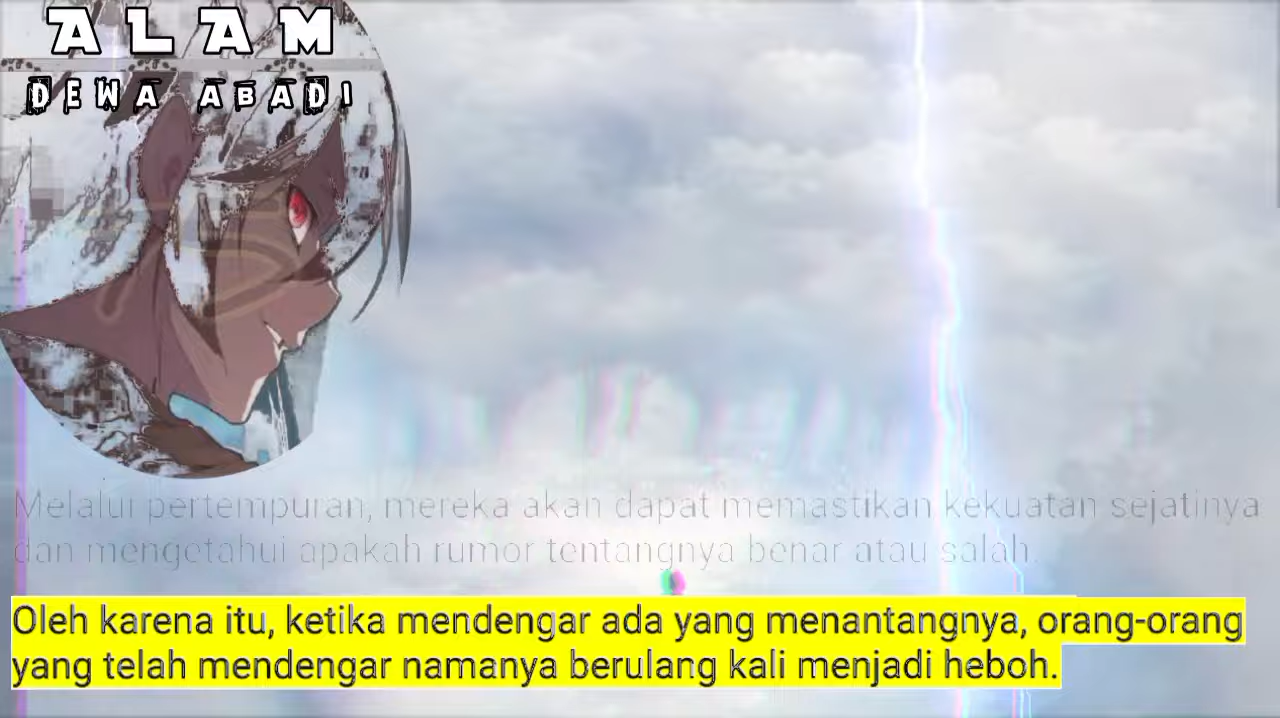 ALAM
DEWA ABADI
Melalui pertempuran, mereka akan dapat memastikan kekuatan sejatinya
dan mengetahui apakah rumor tentangnya benar atau salah.
Oleh karena itu, ketika mendengar ada yang menantangnya, orang-orang
yang telah mendengar namanya berulang kali menjadi heboh.